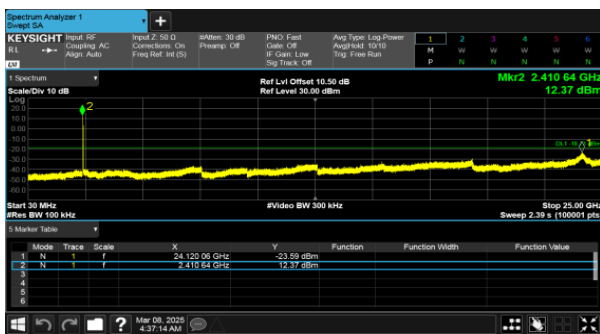 Spectrum Analyzer 1
Swept SA
+
KEYSIGHT Input: RF Input Z: 50 Ω #Atten: 30 dB PNO: Fast Avg Type: Log-Power 1 2 3 4 5 6
RL Coupling: AC Corrections: On Preamp: Off Gate: Off Avg|Hold: 10/10 M W W W W W
Align: Auto Freq Ref: Int (S) IF Gain: Low Trig: Free Run
Sig Track: Off P N N N N N
LXI
1 Spectrum Ref Lvl Offset 10.50 dB Mkr2 2.410 64 GHz
Scale/Div 10 dB Ref Level 30.00 dBm 12.37 dBm
Log
20.0
10.0
0.00
-10.0
-20.0
-30.0
-40.0
-50.0
-60.0
2
1
Start 30 MHz #Video BW 300 kHz Stop 25.00 GHz
#Res BW 100 kHz Sweep 2.39 s (100001 pts)
5 Marker Table
Mode Trace Scale X Y Function Function Width Function Value
1 N 1 f 24.120 06 GHz -23.59 dBm
2 N 1 f 2.410 64 GHz 12.37 dBm
3
4
5
6
? Mar 08, 2025
4:37:14 AM